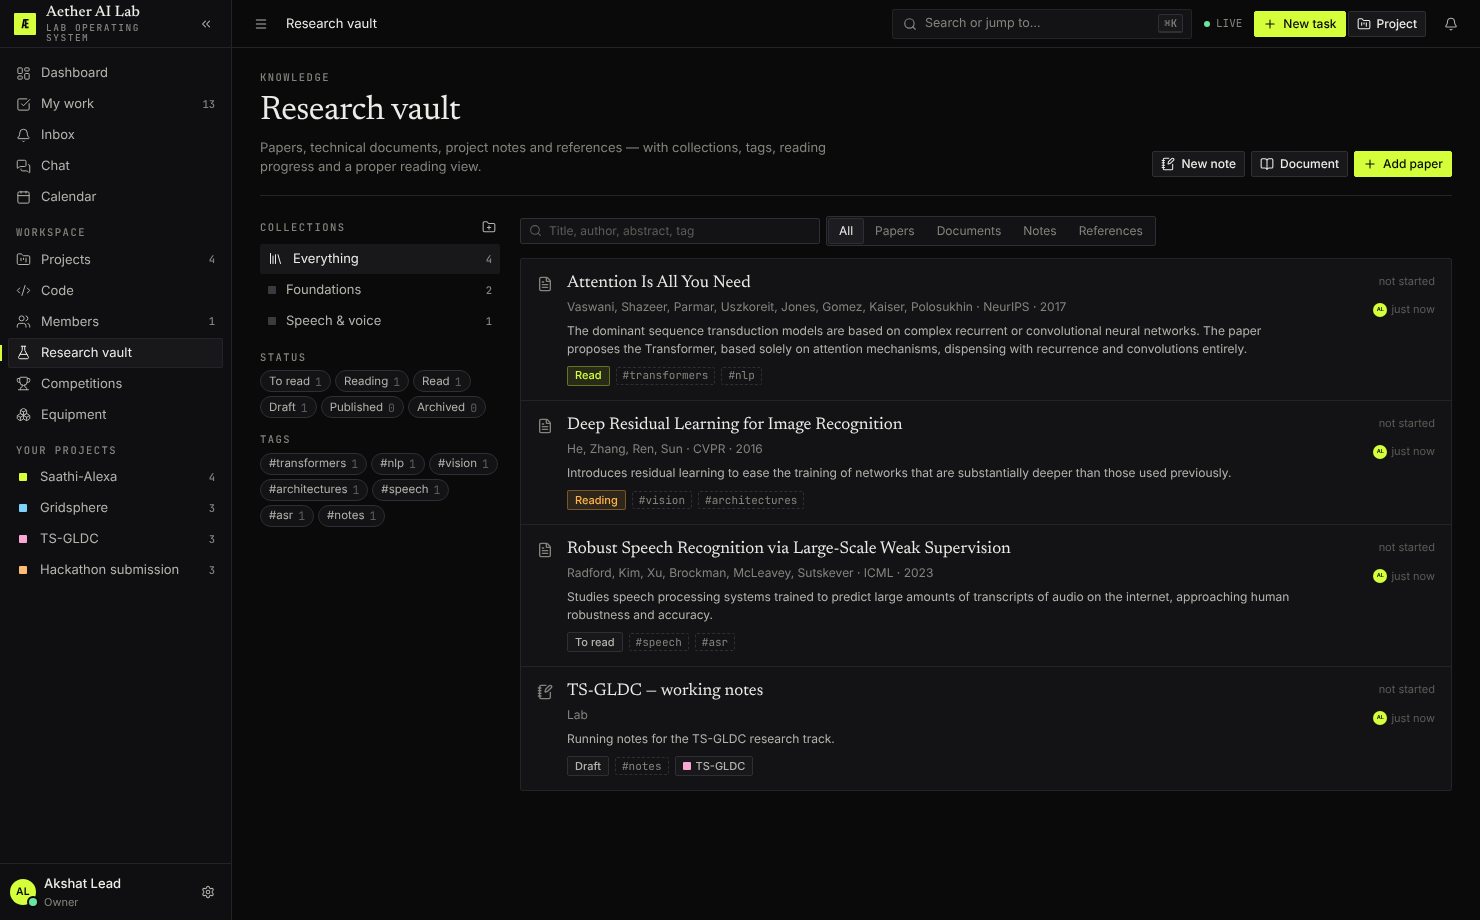 Æ
Aether AI Lab
LAB OPERATING
SYSTEM
Dashboard
My work 13
Inbox
Chat
Calendar
WORKSPACE
Projects 4
Code
Members 1
Research vault
Competitions
Equipment
YOUR PROJECTS
Saathi-Alexa 4
Gridsphere 3
TS-GLDC 3
Hackathon submission 3
AL
Akshat Lead
Owner
Research vault
Search or jump to...
⌘K
LIVE
New task
Project
KNOWLEDGE
Research vault
Papers, technical documents, project notes and references — with collections, tags, reading
progress and a proper reading view.
New note
Document
Add paper
COLLECTIONS
Everything 4
Foundations 2
Speech & voice 1
STATUS
To read 1 Reading 1 Read 1
Draft 1 Published 0 Archived 0
TAGS
#transformers 1 #nlp 1 #vision 1
#architectures 1 #speech 1
#asr 1 #notes 1
Title, author, abstract, tag
All Papers Documents Notes References
Attention Is All You Need
not started
Vaswani, Shazeer, Parmar, Uszkoreit, Jones, Gomez, Kaiser, Polosukhin · NeurIPS · 2017
AL just now
The dominant sequence transduction models are based on complex recurrent or convolutional neural networks. The paper
proposes the Transformer, based solely on attention mechanisms, dispensing with recurrence and convolutions entirely.
Read #transformers #nlp
Deep Residual Learning for Image Recognition
not started
He, Zhang, Ren, Sun · CVPR · 2016
AL just now
Introduces residual learning to ease the training of networks that are substantially deeper than those used previously.
Reading #vision #architectures
Robust Speech Recognition via Large-Scale Weak Supervision
not started
Radford, Kim, Xu, Brockman, McLeavey, Sutskever · ICML · 2023
AL just now
Studies speech processing systems trained to predict large amounts of transcripts of audio on the internet, approaching human
robustness and accuracy.
To read #speech #asr
TS-GLDC — working notes
not started
Lab
AL just now
Running notes for the TS-GLDC research track.
Draft #notes TS-GLDC